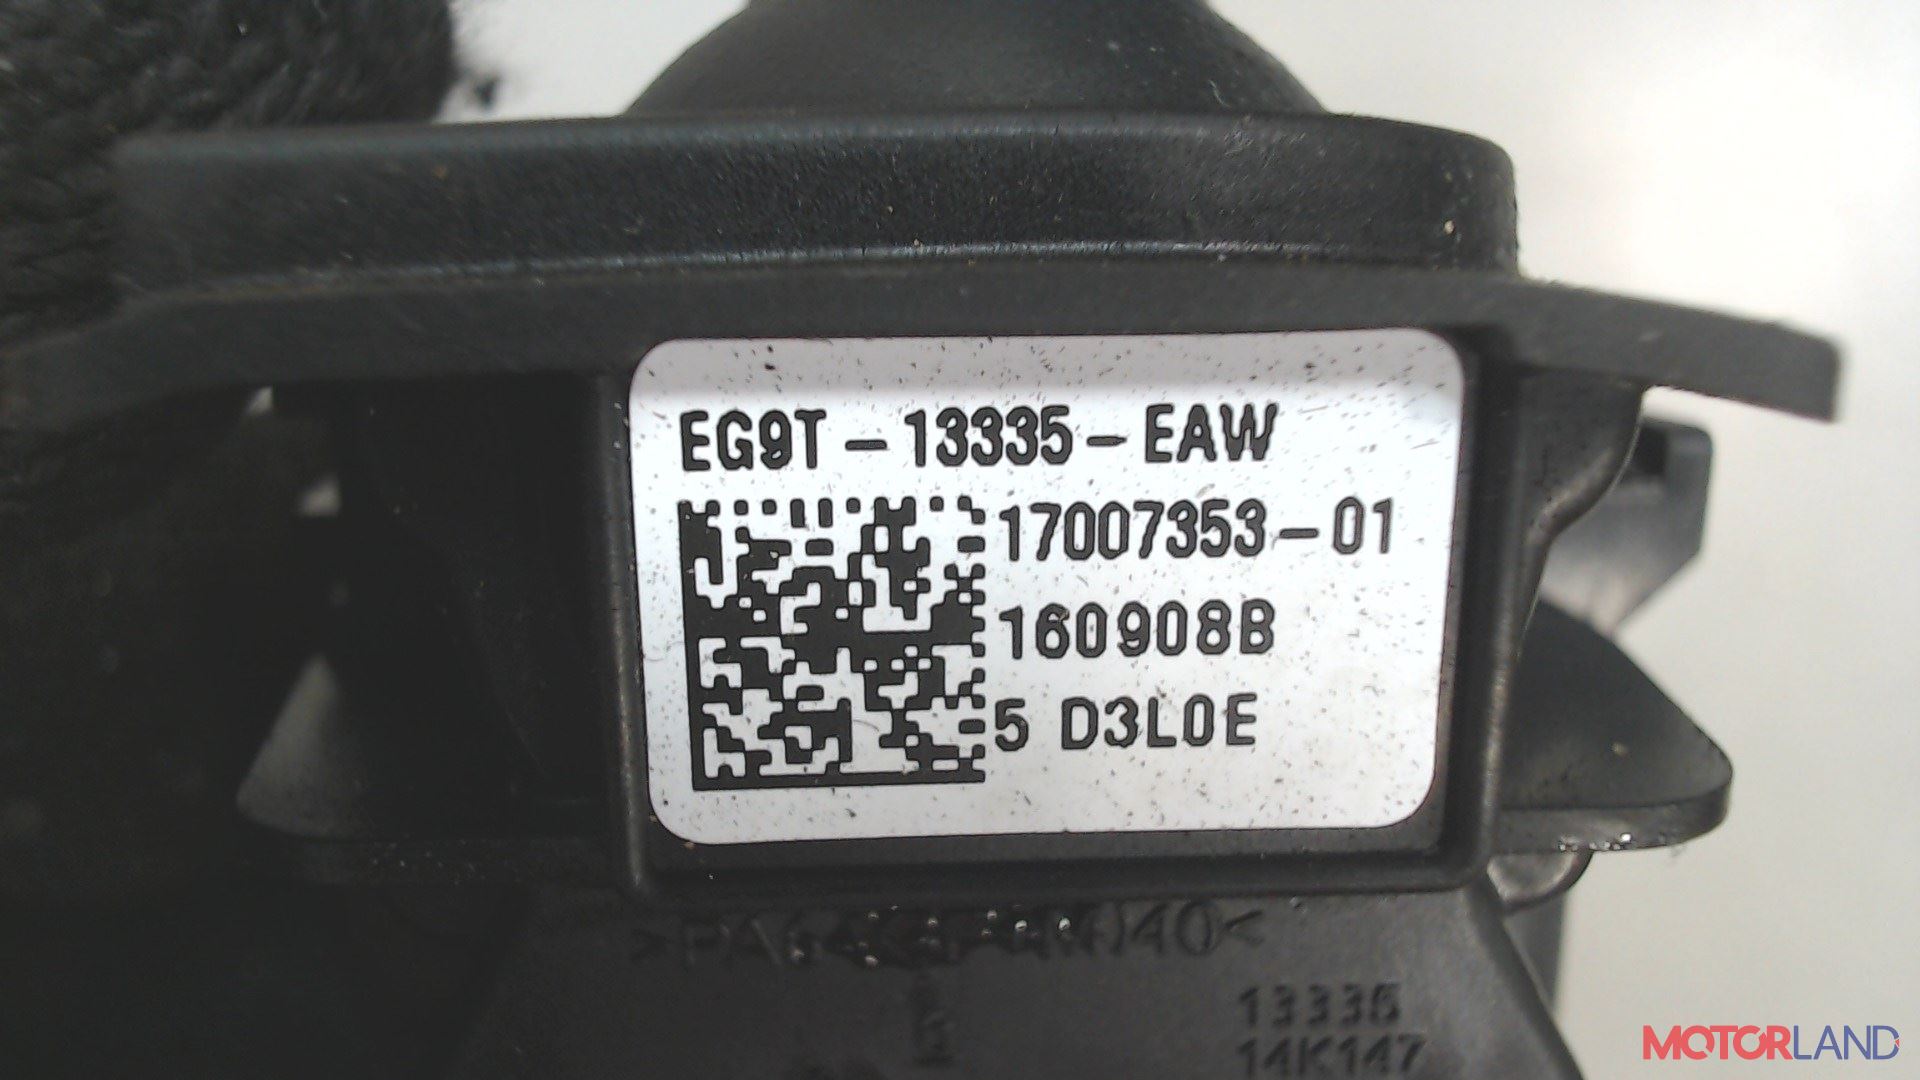 EG9T-13335-EAW
17007353-01
160908B
5 D3L0E
13335
14K147
MOTORLAND